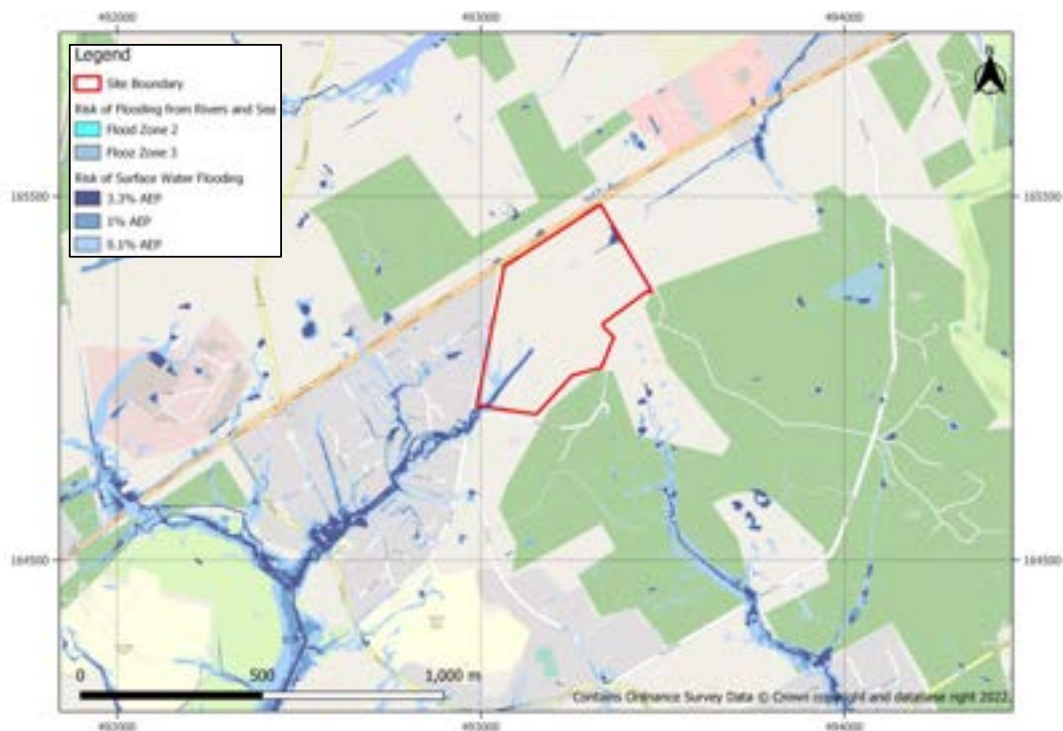 492000 493000 494000
Legend
Site Boundary
Risk of Flooding from Rivers and Sea
Flood Zone 2
Flooz Zone 3
Risk of Surface Water Flooding
3.3% AEP
1% AEP
0.1% AEP
N
165500 165500
164500 164500
0 500 1,000 m
Contains Ordnance Survey Data © Crown copyright and database right 2022.
492000 493000 494000